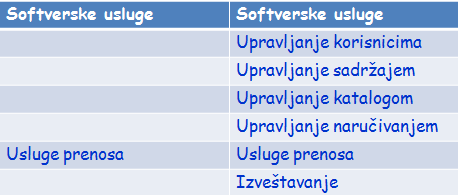 Softverske usluge Softverske usluge
Upravljanje korisnicima
Upravljanje sadržajem
Upravljanje katalogom
Upravljanje naručivanjem
Usluge prenosa Usluge prenosa
Izveštavanje